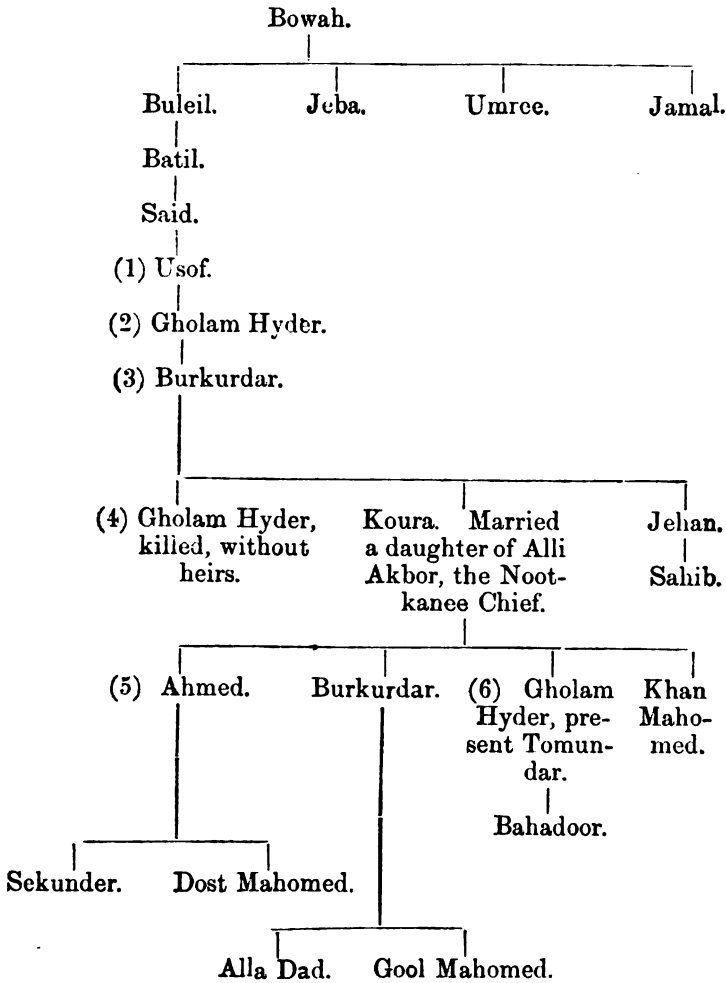 Bowah.
Buleil. Jeba. Umree. Jamal.
Batil.
Said.
(1) Usof.
(2) Gholam Hyder.
(3) Burkurdar.
(4) Gholam Hyder,
killed, without
heirs.
Koura. Married
a daughter of Alli
Akbor, the Noot-
kanee Chief.
Jehan.
Sahib.
(5) Ahmed.
Burkurdar.
(6) Gholam
Hyder, pre-
sent Tomun-
dar.
Khan
Maho-
med.
Bahadoor.
Sekunder. Dost Mahomed.
Alla Dad. Gool Mahomed.